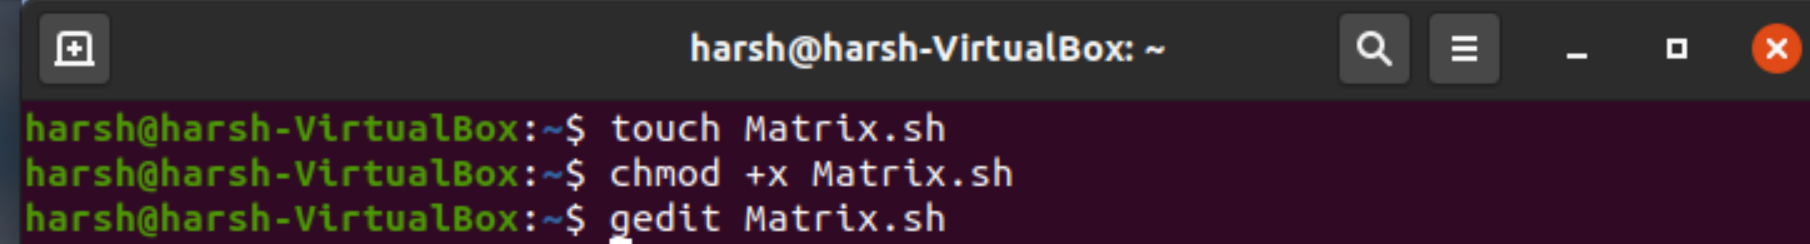 harsh@harsh-VirtualBox: ~
harsh@harsh-VirtualBox:~$ touch Matrix.sh
harsh@harsh-VirtualBox:~$ chmod +x Matrix.sh
harsh@harsh-VirtualBox:~$ gedit Matrix.sh